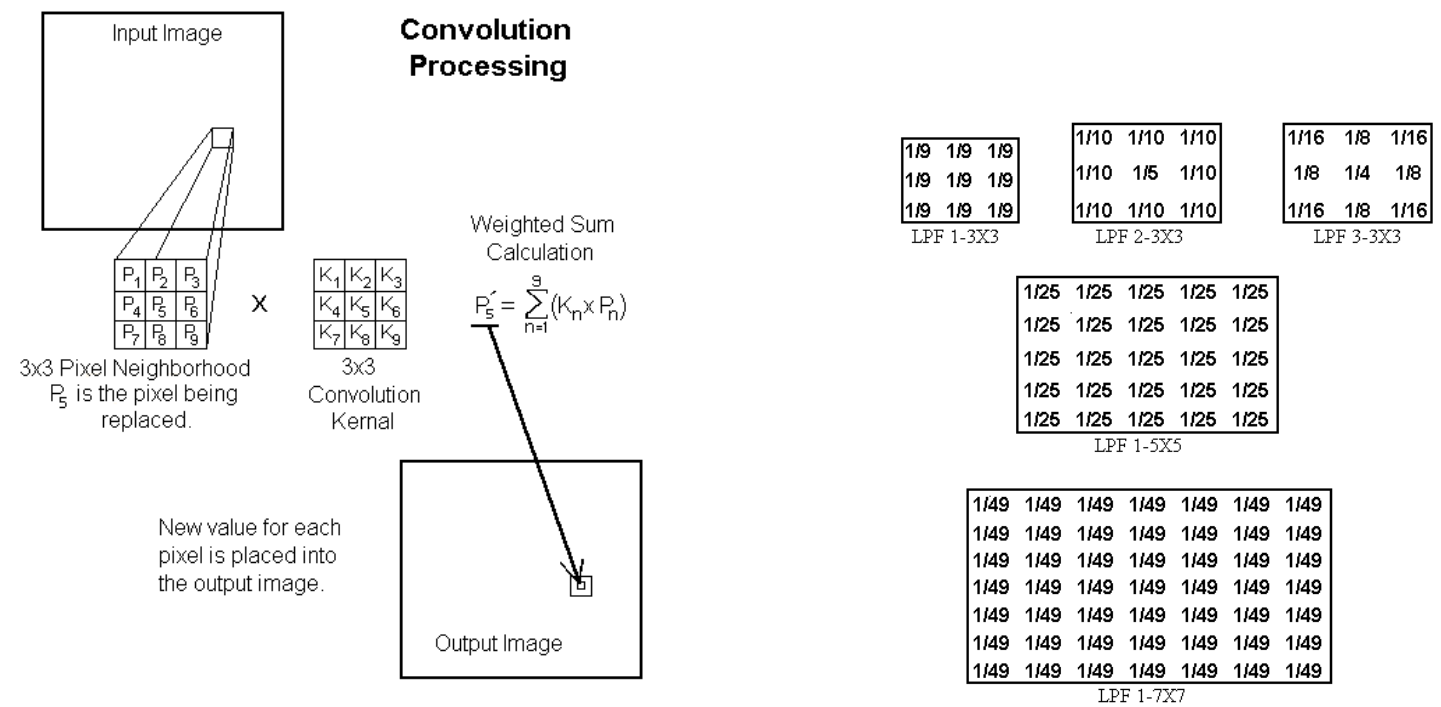 Input Image
Convolution
Processing
P1 P2 P3
P4 P5 P6
P7 P8 P9
X
K1 K2 K3
K4 K5 K6
K7 K8 K9
3x3 Pixel Neighborhood
P5 is the pixel being
replaced.
3x3
Convolution
Kernal
Weighted Sum
Calculation
P5′ = 9 ∑ n=1 (Kn x Pn)
New value for each
pixel is placed into
the output image.
Output Image
1/9 1/9 1/9
1/9 1/9 1/9
1/9 1/9 1/9
LPF 1-3X3
1/10 1/10 1/10
1/10 1/5 1/10
1/10 1/10 1/10
LPF 2-3X3
1/16 1/8 1/16
1/8 1/4 1/8
1/16 1/8 1/16
LPF 3-3X3
1/25 1/25 1/25 1/25 1/25
1/25 1/25 1/25 1/25 1/25
1/25 1/25 1/25 1/25 1/25
1/25 1/25 1/25 1/25 1/25
1/25 1/25 1/25 1/25 1/25
LPF 1-5X5
1/49 1/49 1/49 1/49 1/49 1/49 1/49
1/49 1/49 1/49 1/49 1/49 1/49 1/49
1/49 1/49 1/49 1/49 1/49 1/49 1/49
1/49 1/49 1/49 1/49 1/49 1/49 1/49
1/49 1/49 1/49 1/49 1/49 1/49 1/49
1/49 1/49 1/49 1/49 1/49 1/49 1/49
1/49 1/49 1/49 1/49 1/49 1/49 1/49
LPF 1-7X7